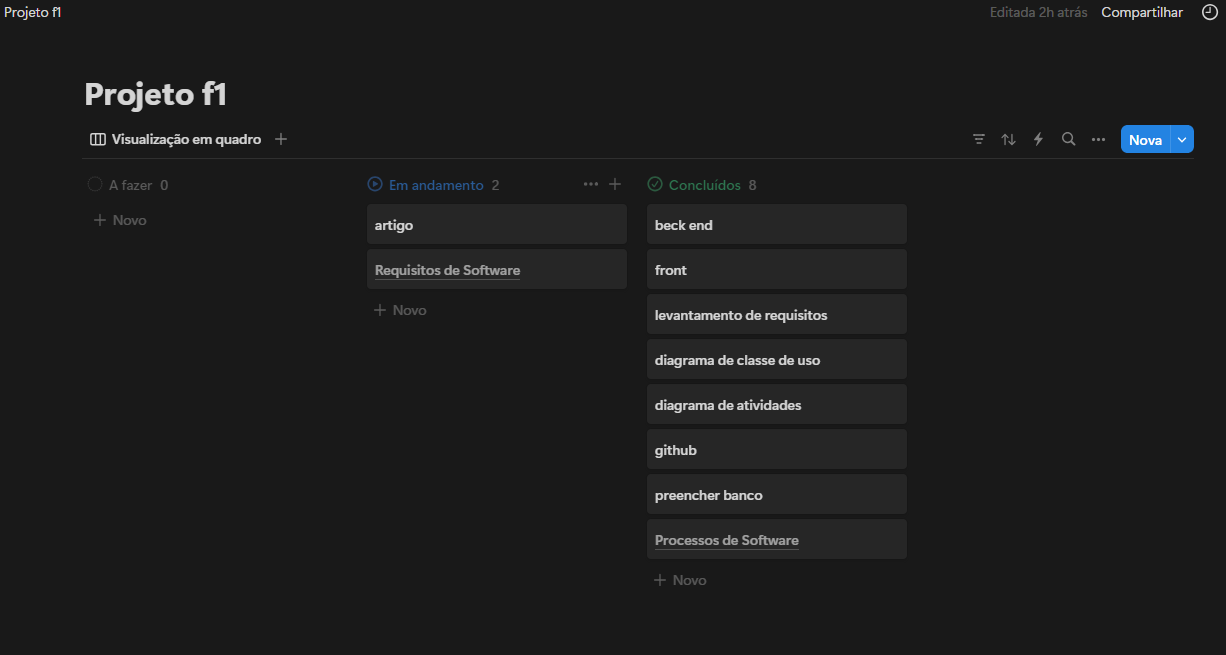 Projeto f1
Editada 2h atrás Compartilhar
Projeto f1
Visualização em quadro
Nova
A fazer 0
Novo
Em andamento 2
artigo
Requisitos de Software
Novo
Concluídos 8
beck end
front
levantamento de requisitos
diagrama de classe de uso
diagrama de atividades
github
preencher banco
Processos de Software
Novo